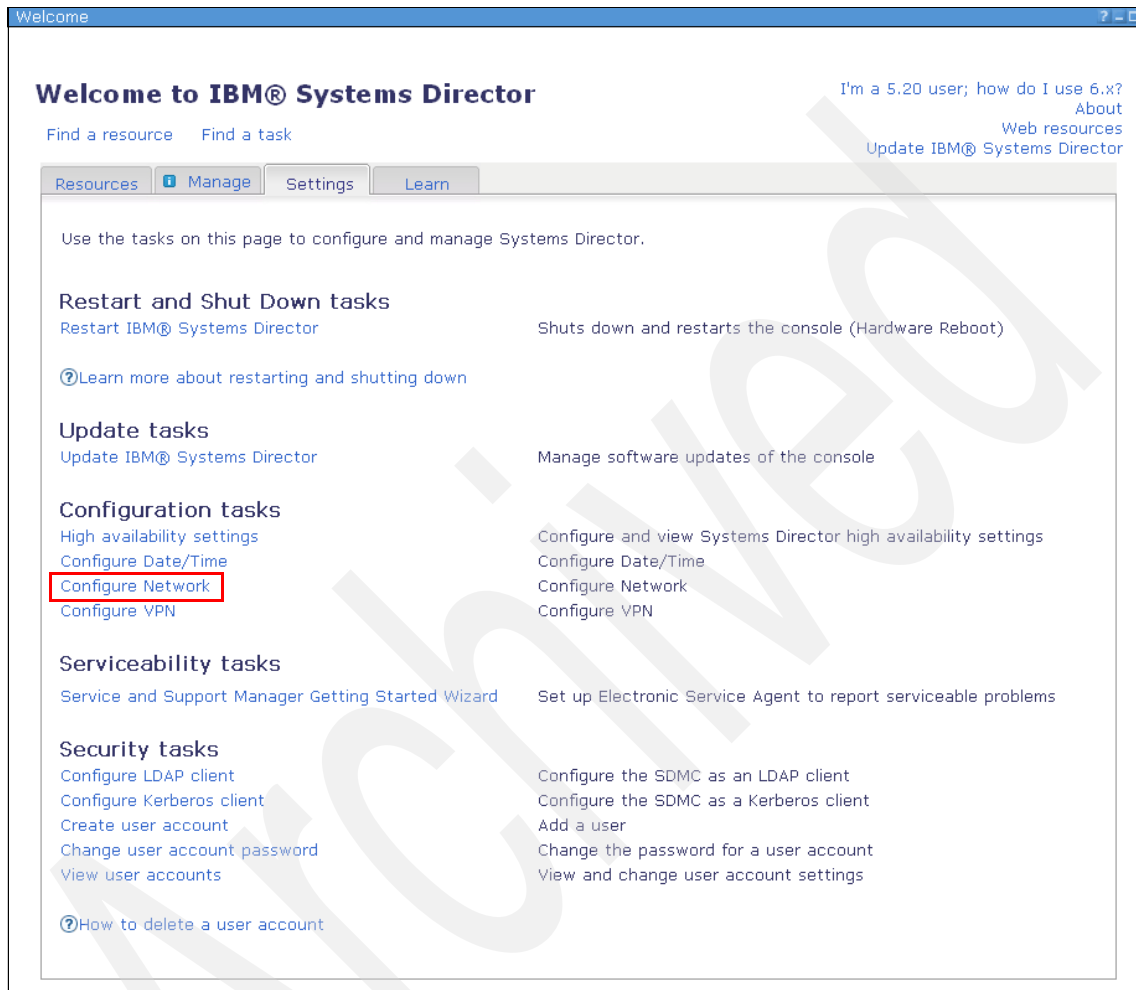 Welcome
Welcome to IBM® Systems Director
I'm a 5.20 user; how do I use 6.x?
About
Web resources
Update IBM® Systems Director
Find a resource Find a task
Resources Manage Settings Learn
Use the tasks on this page to configure and manage Systems Director.
Restart and Shut Down tasks
Restart IBM® Systems Director Shuts down and restarts the console (Hardware Reboot)
Learn more about restarting and shutting down
Update tasks
Update IBM® Systems Director Manage software updates of the console
Configuration tasks
High availability settings Configure and view Systems Director high availability settings
Configure Date/Time Configure Date/Time
Configure Network Configure Network
Configure VPN Configure VPN
Serviceability tasks
Service and Support Manager Getting Started Wizard Set up Electronic Service Agent to report serviceable problems
Security tasks
Configure LDAP client Configure the SDMC as an LDAP client
Configure Kerberos client Configure the SDMC as a Kerberos client
Create user account Add a user
Change user account password Change the password for a user account
View user accounts View and change user account settings
How to delete a user account
Archived